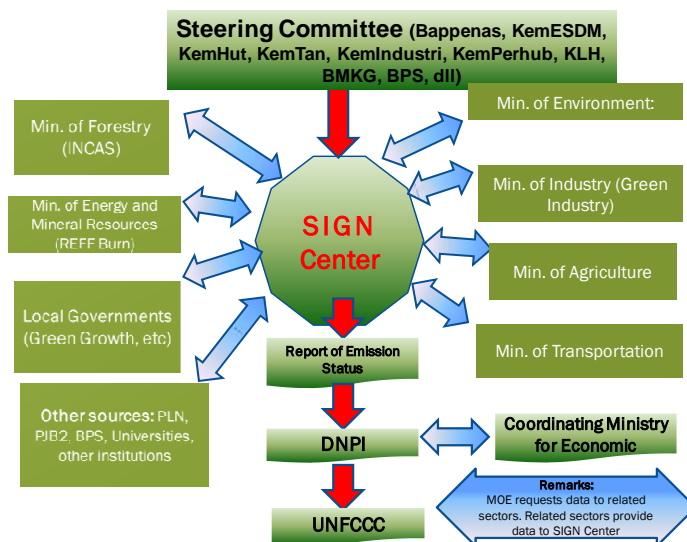 Steering Committee (Bappenas, KemESDM,
KemHut, KemTan, KemIndustri, KemPerhub, KLH,
BMKG, BPS, dll)
Min. of Forestry
(INCAS)
Min. of Energy and
Mineral Resources
(REFF Burn)
Local Governments
(Green Growth, etc)
Other sources: PLN,
PJB2, BPS, Universities,
other institutions
SIGN
Center
Min. of Environment:
Min. of Industry (Green
Industry)
Min. of Agriculture
Min. of Transportation
Report of Emission
Status
DNPI
Coordinating Ministry
for Economic
UNFCCC
Remarks:
MOE requests data to related
sectors. Related sectors provide
data to SIGN Center